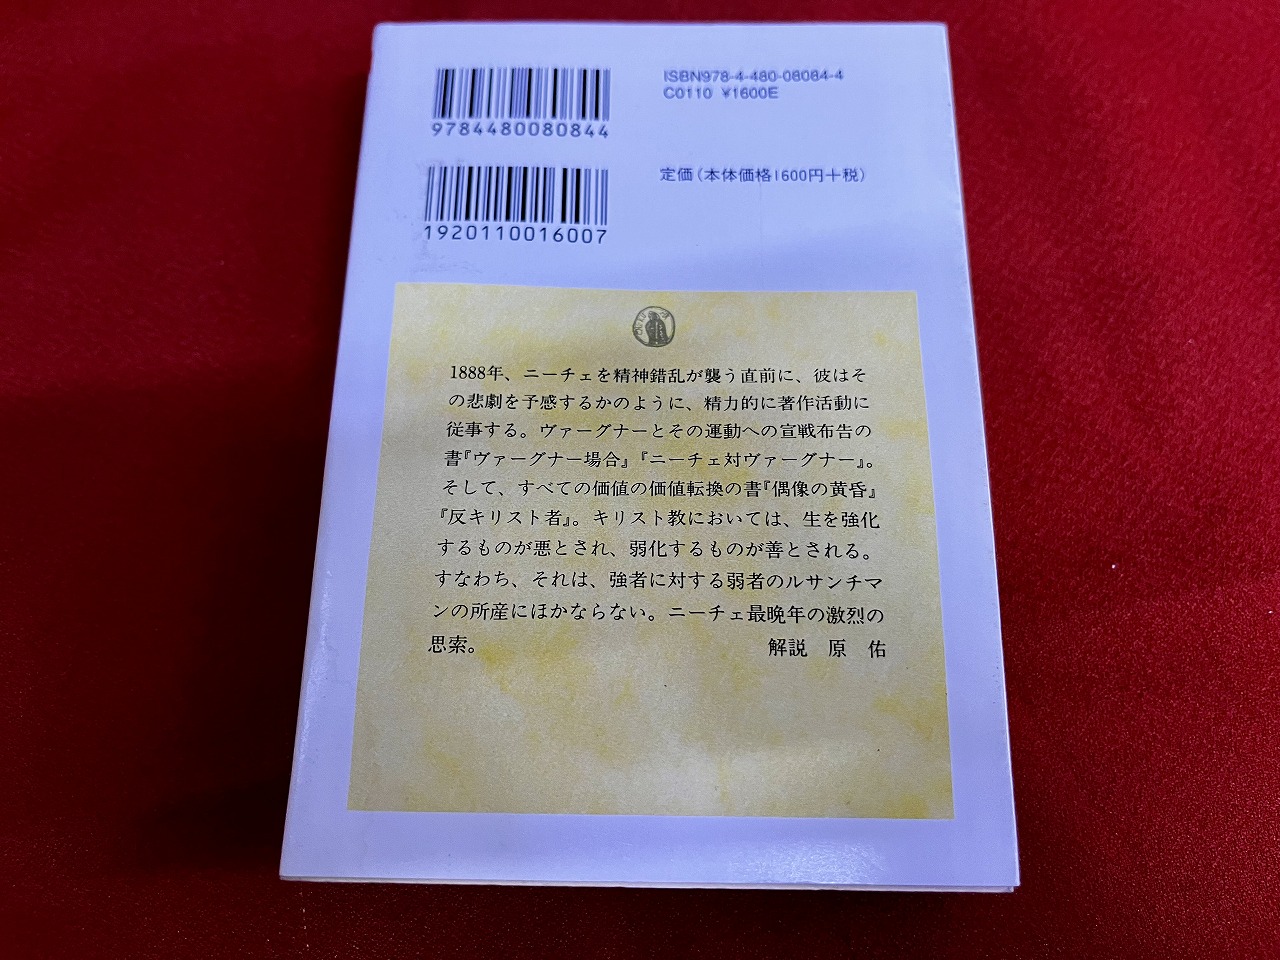 ISBN978-4-480-08084-4
C0110 ¥1600E
9784480080844
定価(本体価格1600円+税)
1920110016007
1888年、ニーチェを精神錯乱が襲う直前に、彼はそ
の悲劇を予感するかのように、精力的に著作活動に
従事する。ヴァーグナーとその運動への宣戦布告の
書『ヴァーグナー場合』『ニーチェ対ヴァーグナー』。
そして、すべての価値の価値転換の書『偶像の黄昏』
『反キリスト者』。キリスト教においては、生を強化
するものが悪とされ、弱化するものが善とされる。
すなわち、それは、強者に対する弱者のルサンチマ
ンの所産にほかならない。ニーチェ最晩年の激烈の
思索。 解説 原 佑